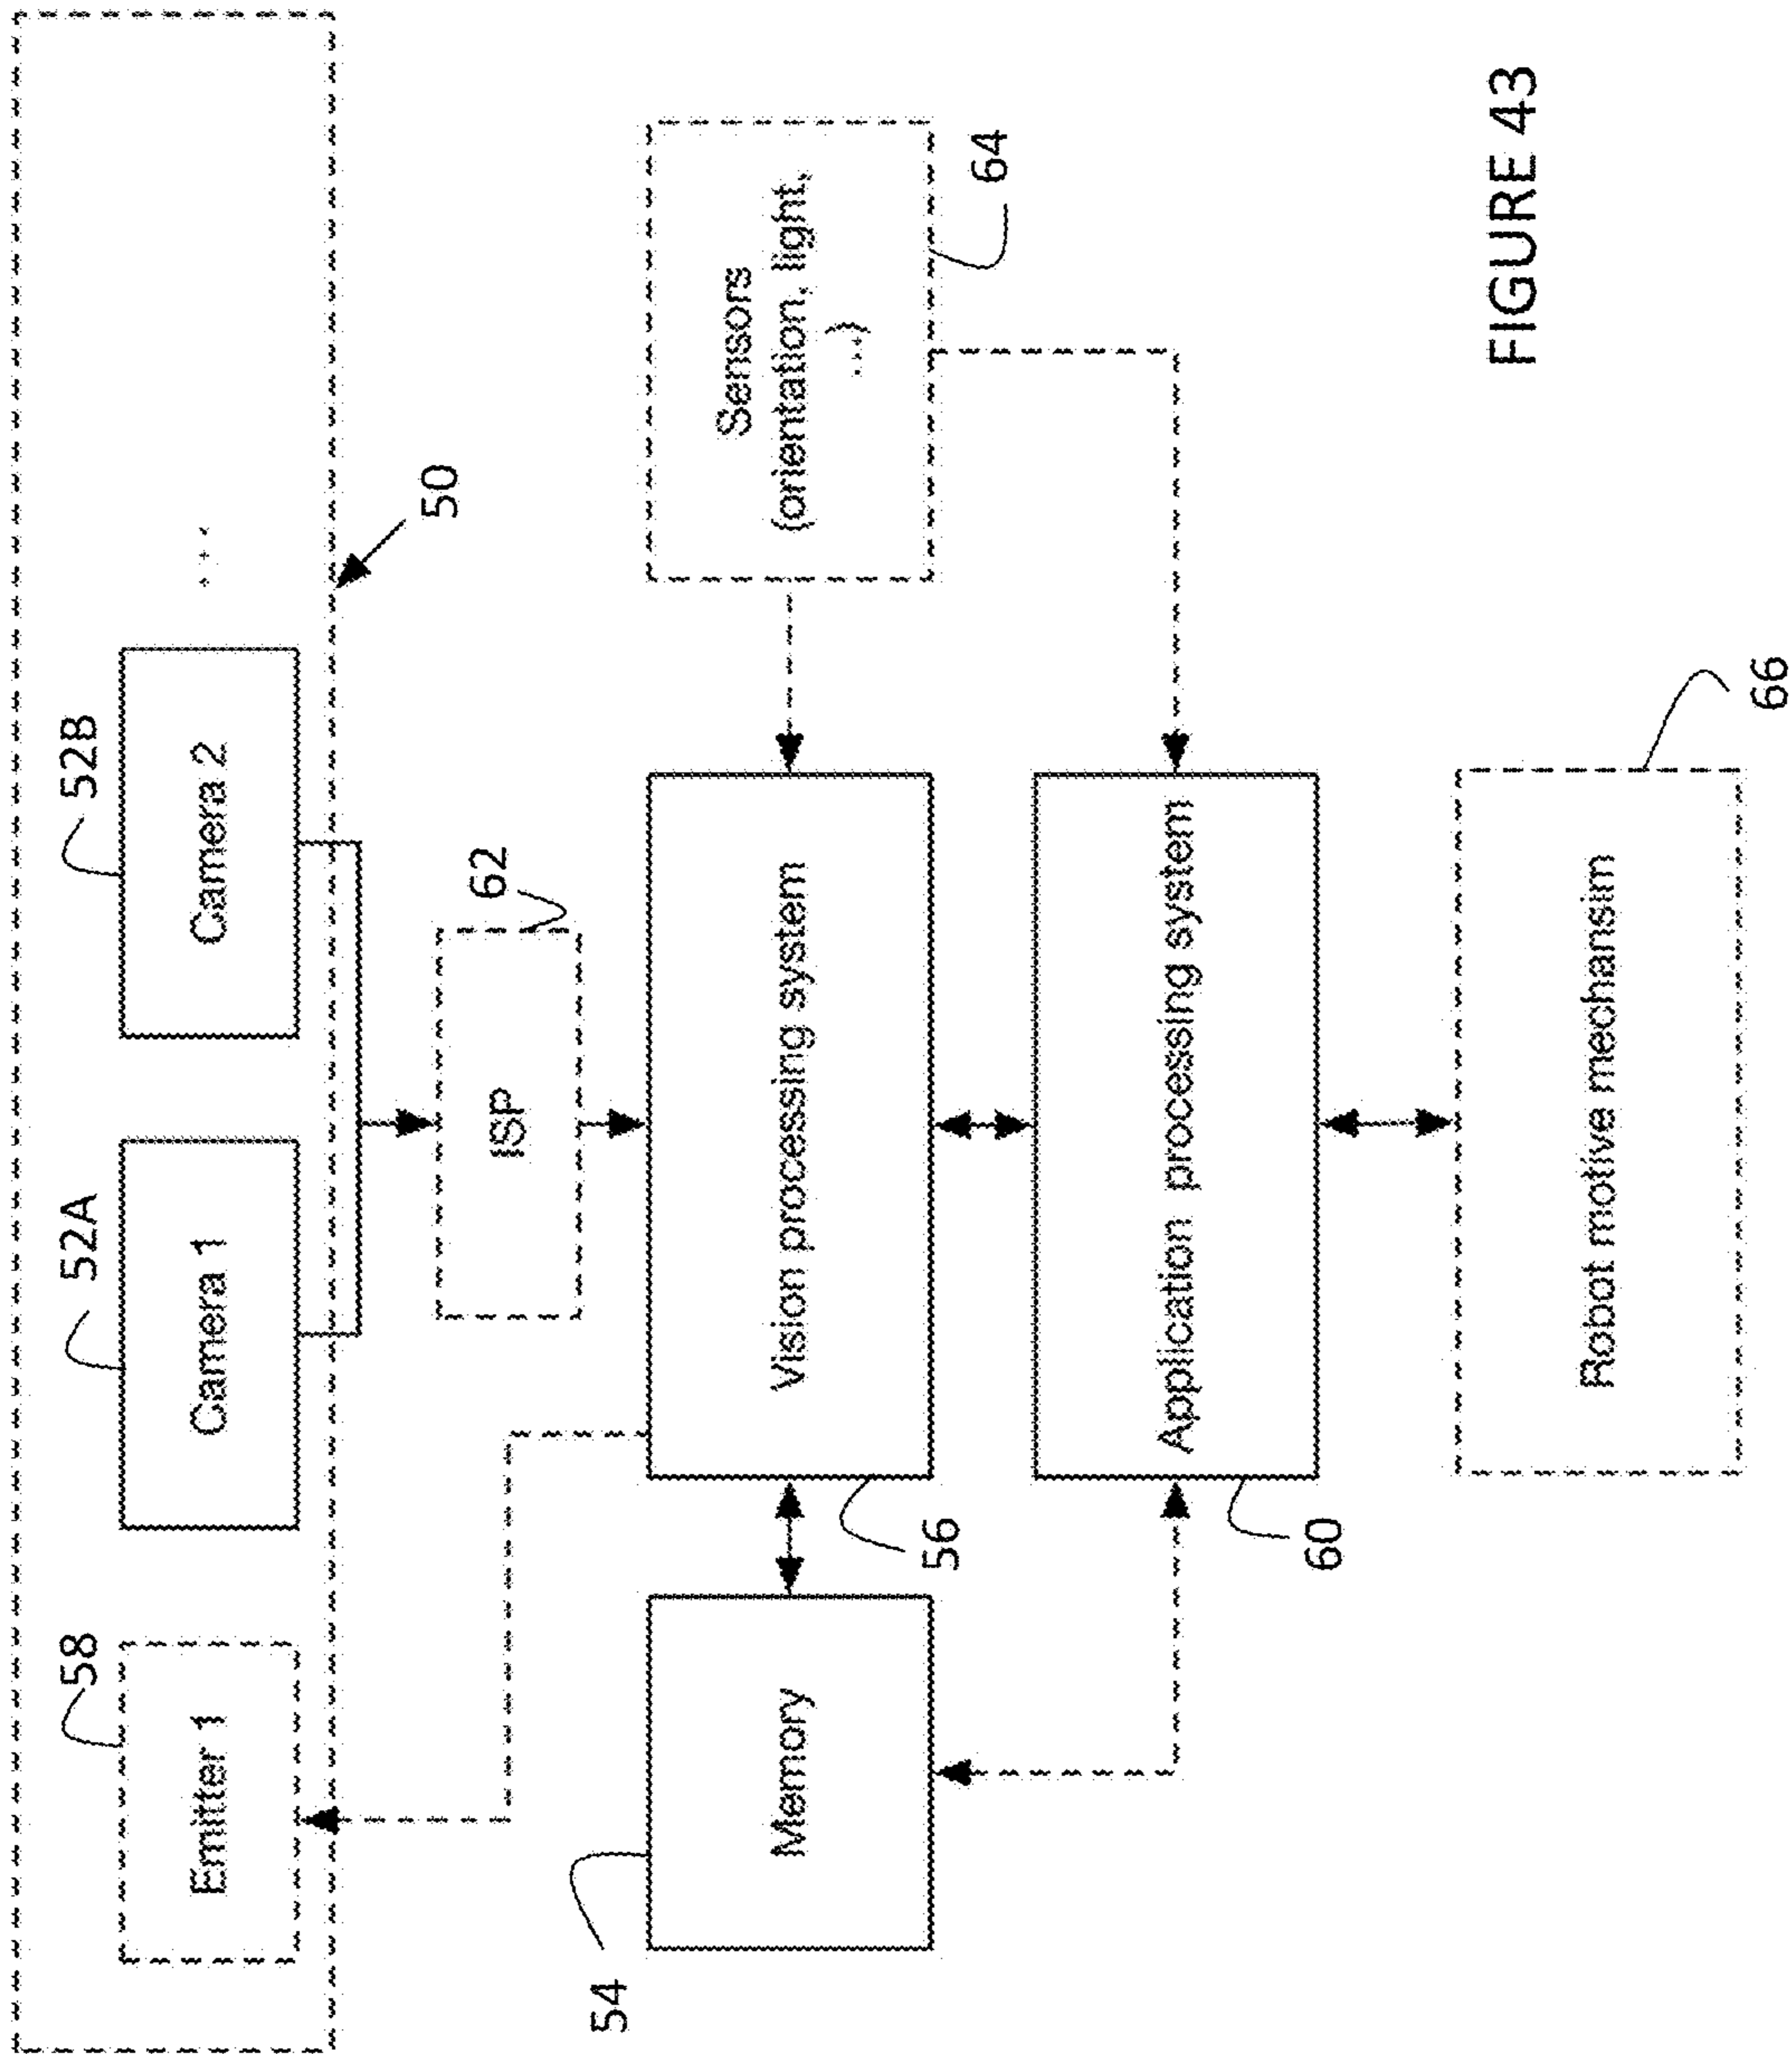 58
52A
52B
Emitter 1
Camera 1
Camera 2
...
50
62
ISP
54
Memory
Vision processing system
Sensors
(orientation, light,
...)
56
64
Application processing system
60
Robot motive mechansim
66
FIGURE 43